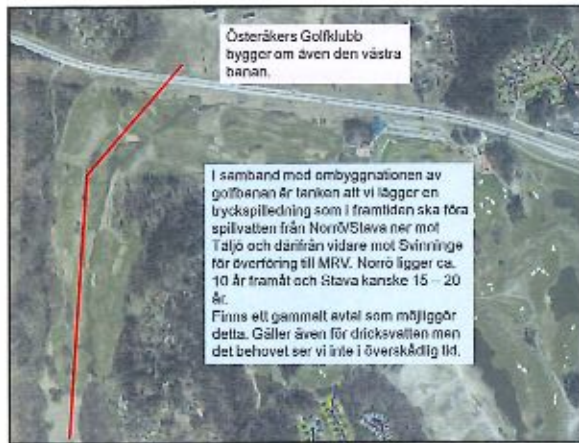 Österåkers Golfklubb
bygger om även den västra
banan.
I samband med ombyggnationen av
golfbanan är tanken att vi lägger en
tryckspilledning som i framtiden ska föra
spillvatten från Norrö/Stava ner mot
Täljö och därifrån vidare mot Svinninge
för överföring till MRV. Norrö ligger ca.
10 år framåt och Stava kanske 15 – 20
år.
Finns ett gammalt avtal som möjliggör
detta. Gäller även för dricksvatten men
det behovet ser vi inte i överskådlig tid.